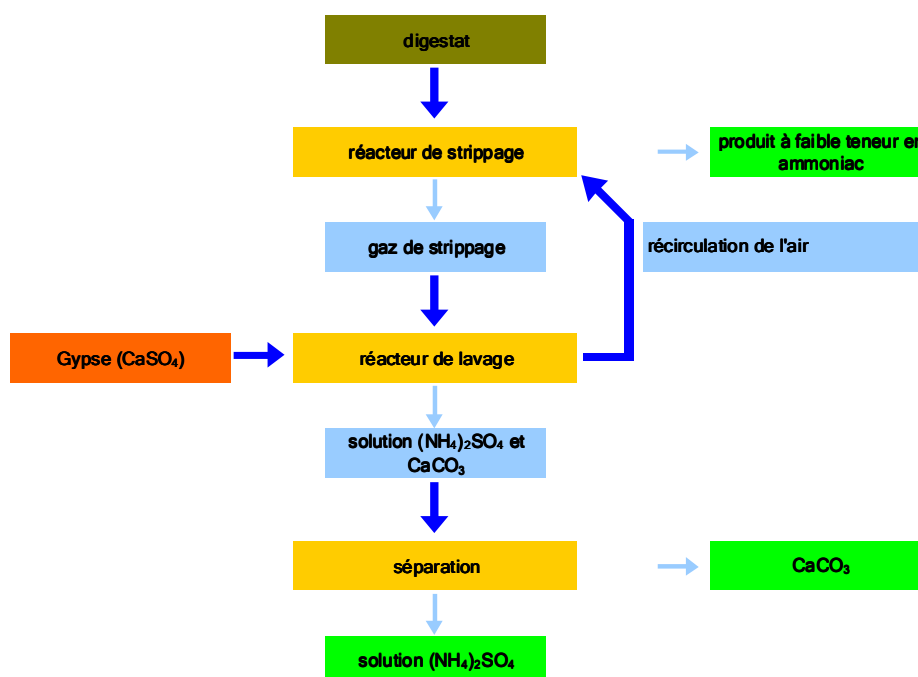 digestat
réacteur de strippage
produit à faible teneur en
ammoniac
gaz de strippage
récirculation de l'air
Gypse (CaSO₄)
réacteur de lavage
solution (NH₄)₂SO₄ et
CaCO₃
séparation
CaCO₃
solution (NH₄)₂SO₄